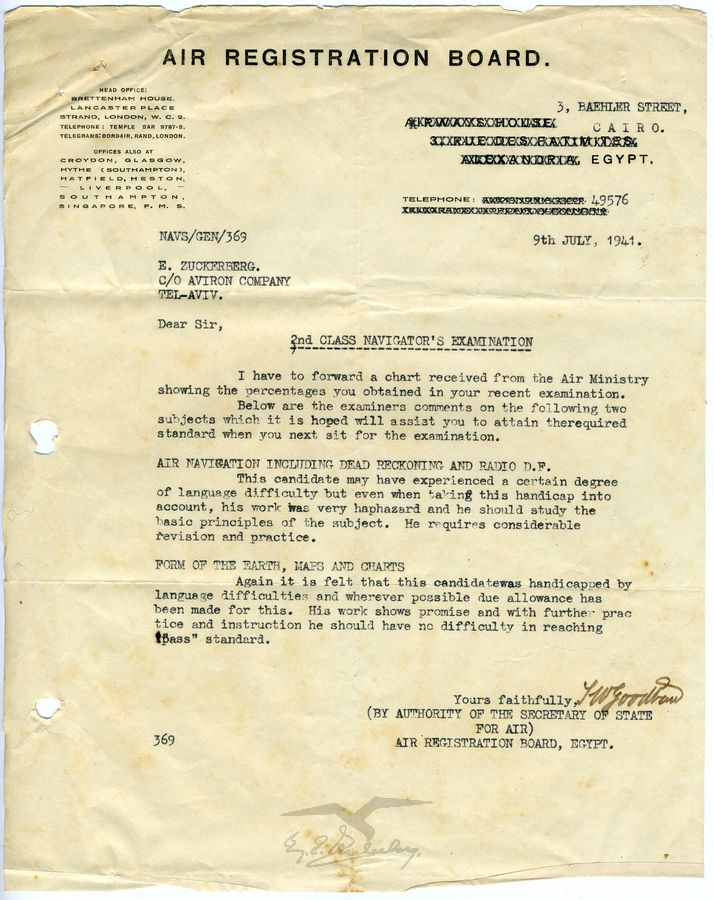 AIR REGISTRATION BOARD.
HEAD OFFICE:
BRETTENHAM HOUSE.
LANCASTER PLACE
STRAND, LONDON, W. C. 2.
TELEPHONE : TEMPLE BAR 9787-8.
TELEGRAMS: BORDAIR, RAND, LONDON.
OFFICES ALSO AT
CROYDON, GLASGOW,
HYTHE (SOUTHAMPTON),
HATFIELD, HESTON,
— LIVERPOOL, —
SOUTHAMPTON,
SINGAPORE, F. M. S.
3, BAEHLER STREET,
AIRWAYS HOUSE, CAIRO.
3, RUE DES FATIMITES,
ALEXANDRIA, EGYPT.
TELEPHONE: 49576
NAVS/GEN/369
9th JULY, 1941.
E. ZUCKERBERG.
C/O AVIRON COMPANY
TEL-AVIV.
Dear Sir,
2nd CLASS NAVIGATOR'S EXAMINATION
I have to forward a chart received from the Air Ministry
showing the percentages you obtained in your recent examination.
Below are the examiners comments on the following two
subjects which it is hoped will assist you to attain therequired
standard when you next sit for the examination.
AIR NAVIGATION INCLUDING DEAD RECKONING AND RADIO D.F.
This candidate may have experienced a certain degree
of language difficulty but even when taking this handicap into
account, his work was very haphazard and he should study the
basic principles of the subject. He requires considerable
revision and practice.
FORM OF THE EARTH, MAPS AND CHARTS
Again it is felt that this candidatewas handicapped by
language difficulties and wherever possible due allowance has
been made for this. His work shows promise and with further prac
tice and instruction he should have no difficulty in reaching
"pass" standard.
Yours faithfully,
(BY AUTHORITY OF THE SECRETARY OF STATE
FOR AIR)
369
AIR REGISTRATION BOARD, EGYPT.